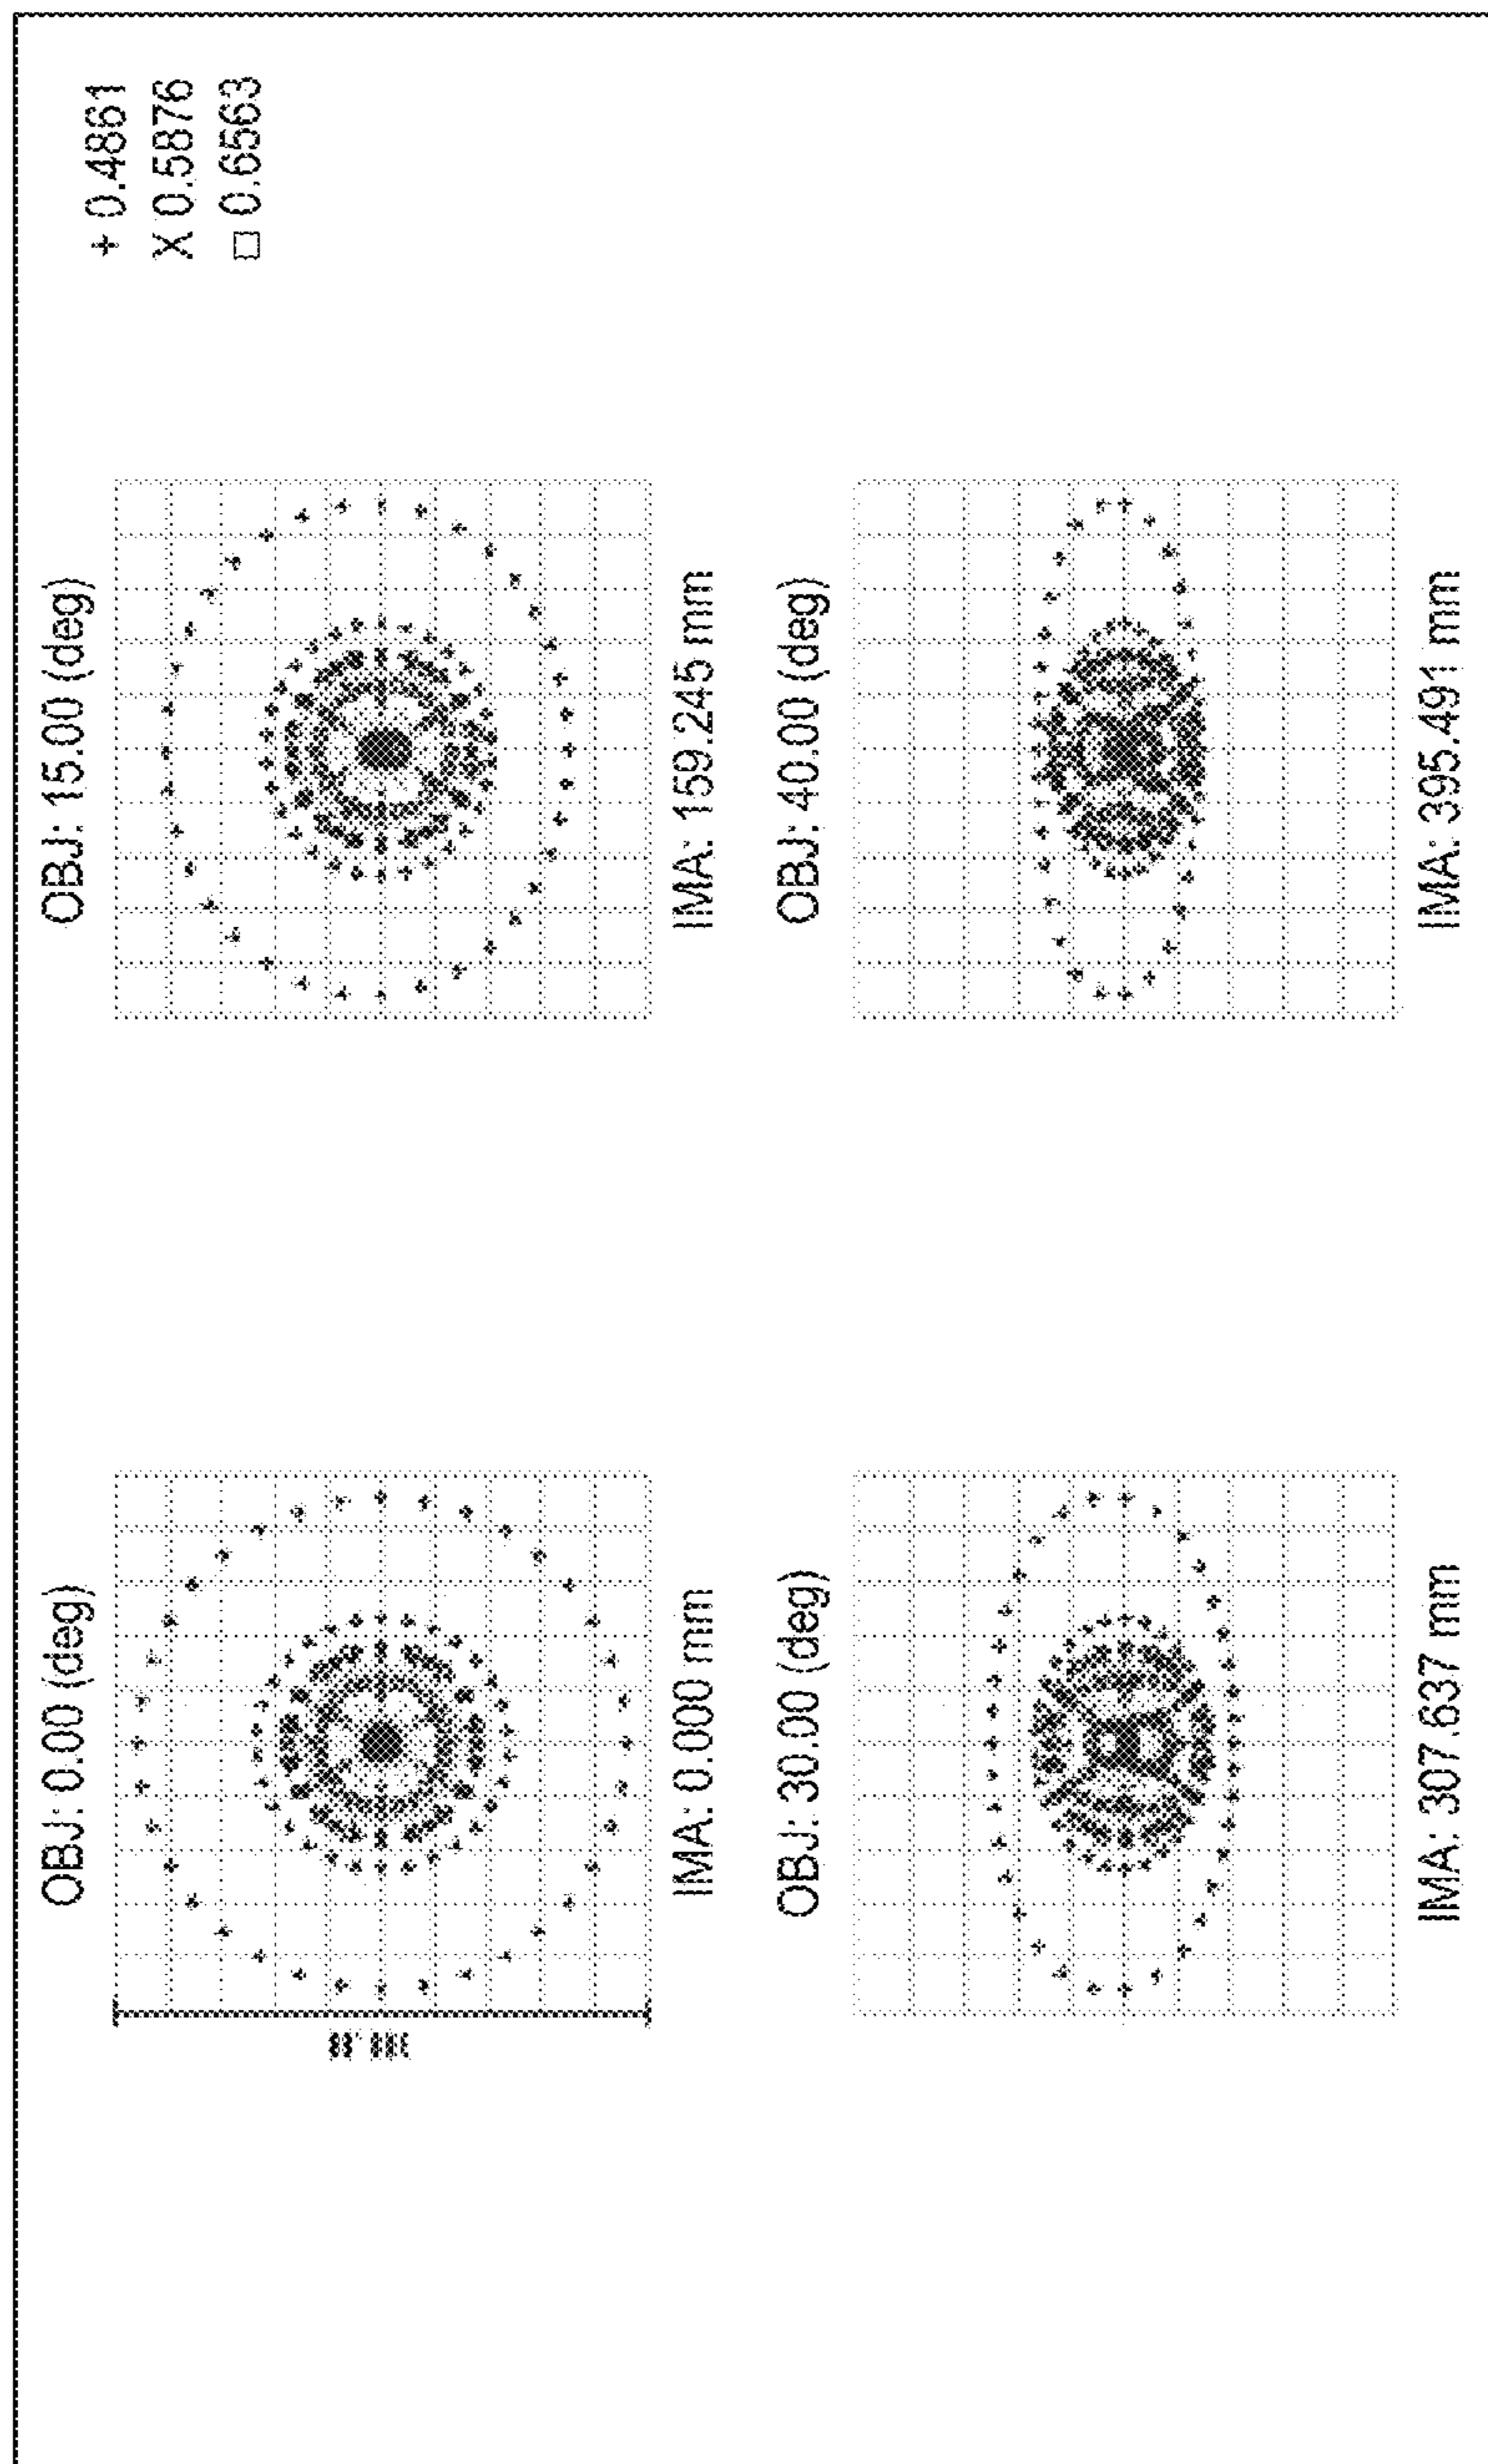 OBJ: 0.00 (deg)
OBJ: 15.00 (deg)
+ 0.4861
X 0.5876
□ 0.6563
IMA: 0.000 mm
IMA: 159.245 mm
OBJ: 30.00 (deg)
OBJ: 40.00 (deg)
IMA: 307.637 mm
IMA: 395.491 mm